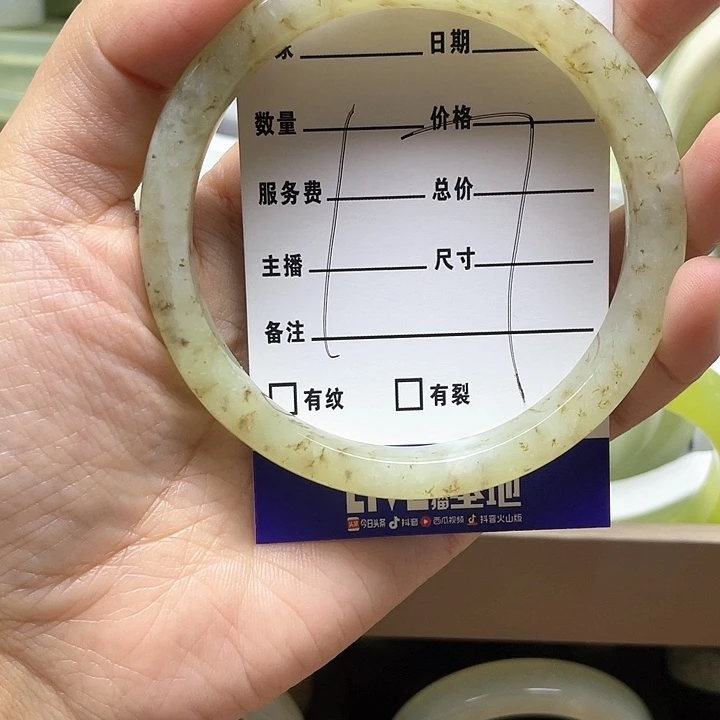 日期
数量 价格
服务费 总价
主播 尺寸
备注
17
□有纹 □有裂
今日头条 抖音 西瓜视频 抖音火山版